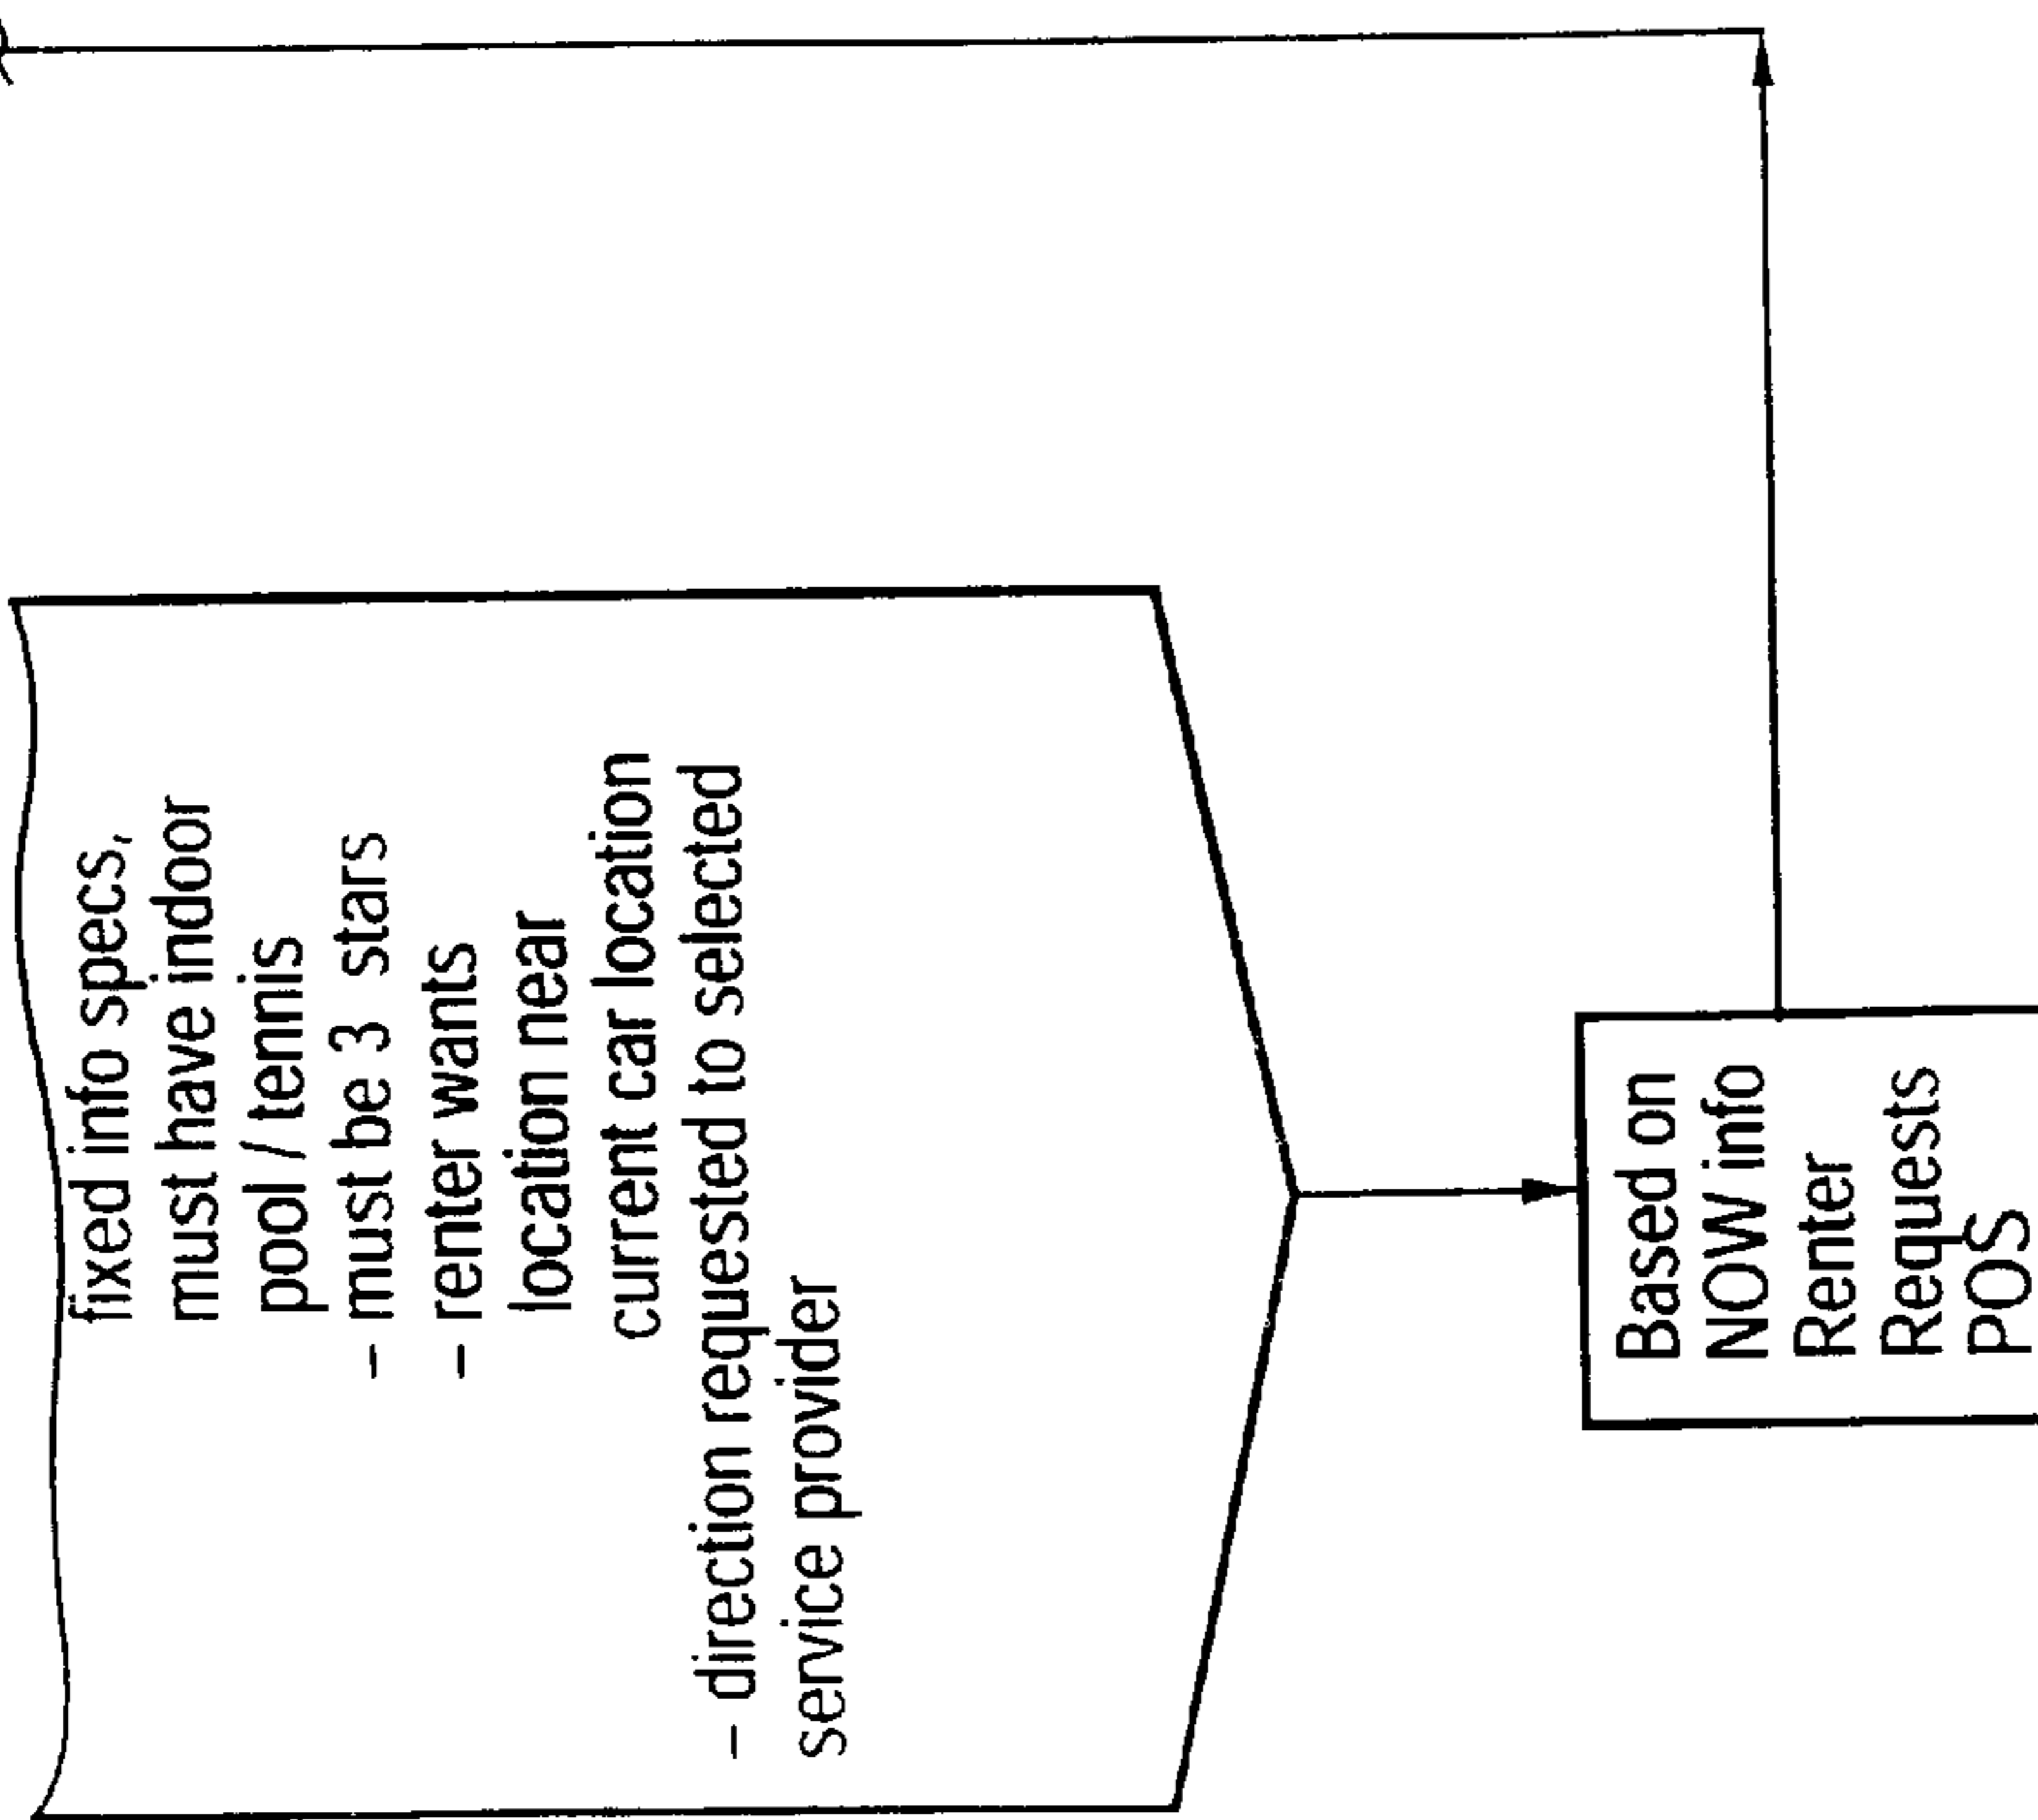 fixed info specs,
must have indoor
pool / tennis
- must be 3 stars
- renter wants
location near
current car location
- direction requested to selected
service provider
Based on
NOW info
Renter
Requests
POS